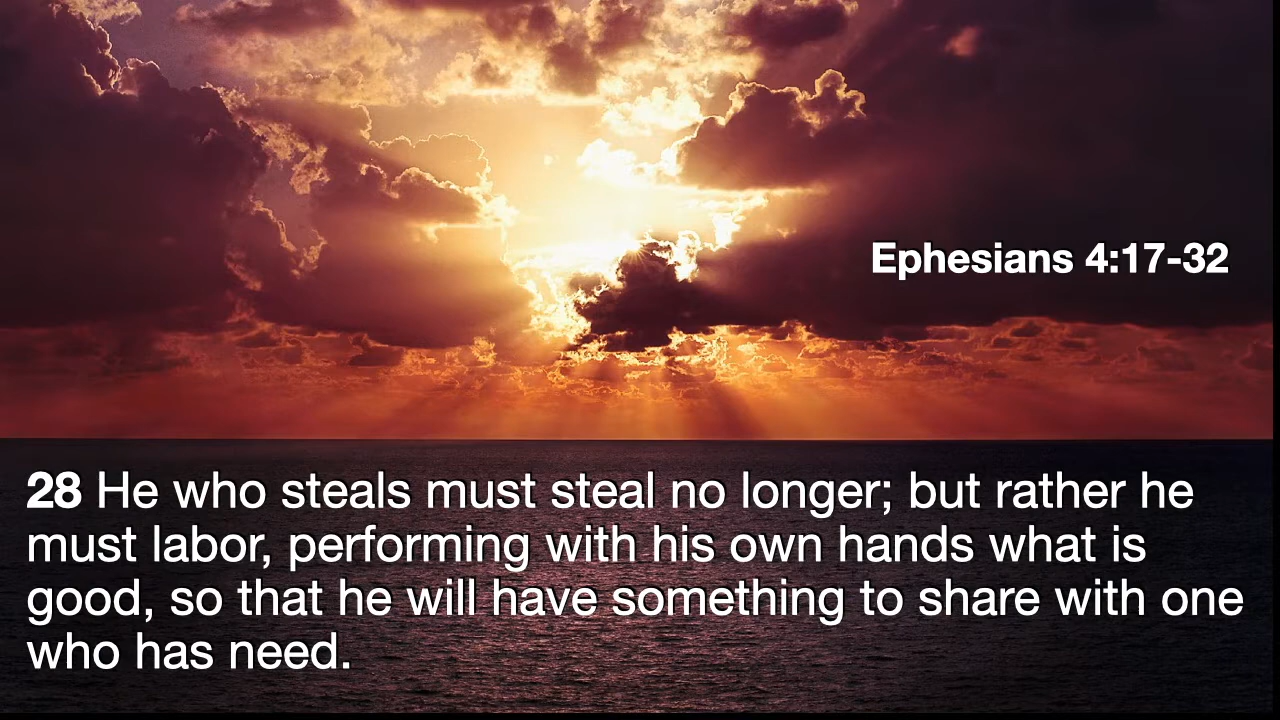 Ephesians 4:17-32
28 He who steals must steal no longer; but rather he
must labor, performing with his own hands what is
good, so that he will have something to share with one
who has need.